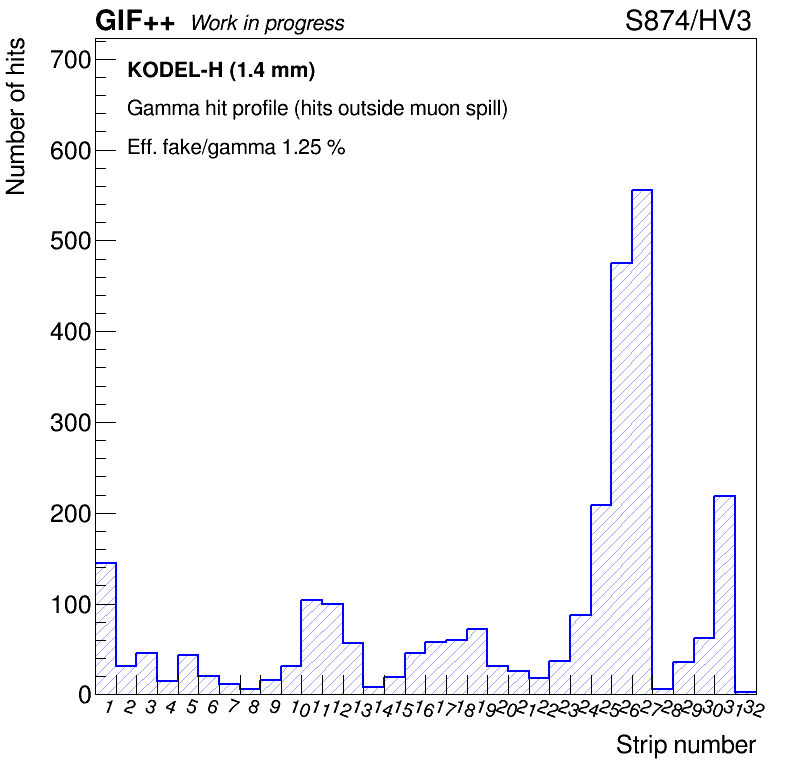 GIF++ Work in progress S874/HV3
Number of hits
KODEL-H (1.4 mm)
Gamma hit profile (hits outside muon spill)
Eff. fake/gamma 1.25 %
700
600
500
400
300
200
100
0
1 2 3 4 5 6 7 8 9 10 11 12 13 14 15 16 17 18 19 20 21 22 23 24 25 26 27 28 29 30 31 32
Strip number